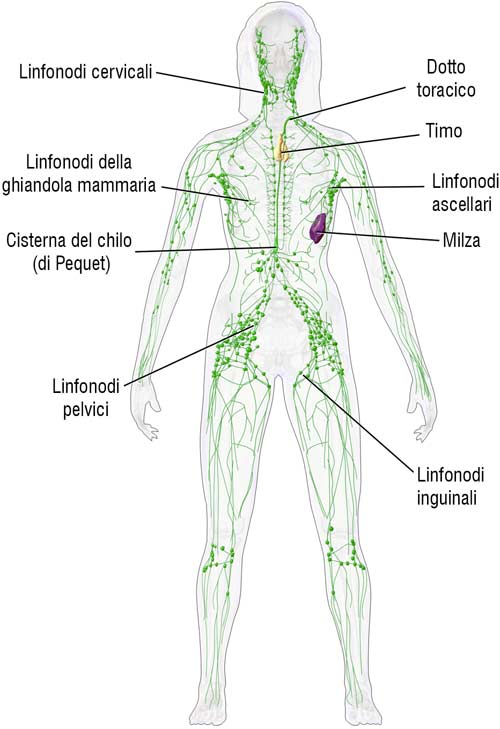 Linfonodi cervicali
Dotto
toracico
Timo
Linfonodi della
ghiandola mammaria
Linfonodi
ascellari
Cisterna del chilo
(di Pequet)
Milza
Linfonodi
pelvici
Linfonodi
inguinali